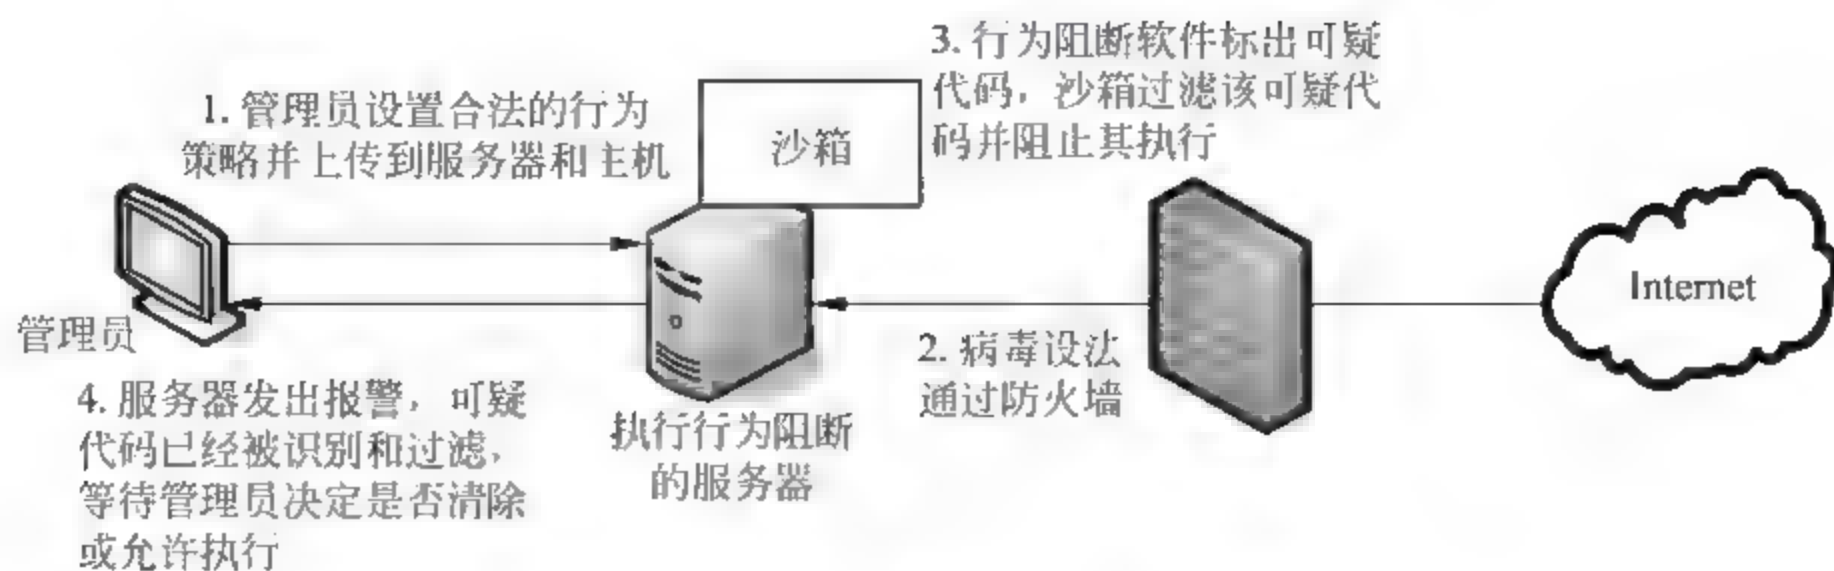 1. 管理员设置合法的行为
策略并上传到服务器和主机
沙箱
3. 行为阻断软件标出可疑
代码，沙箱过滤该可疑代
码并阻止其执行
管理员
4. 服务器发出报警，可疑
代码已经被识别和过滤，
等待管理员决定是否清除
或允许执行
执行行为阻断
的服务器
2. 病毒设法
通过防火墙
Internet